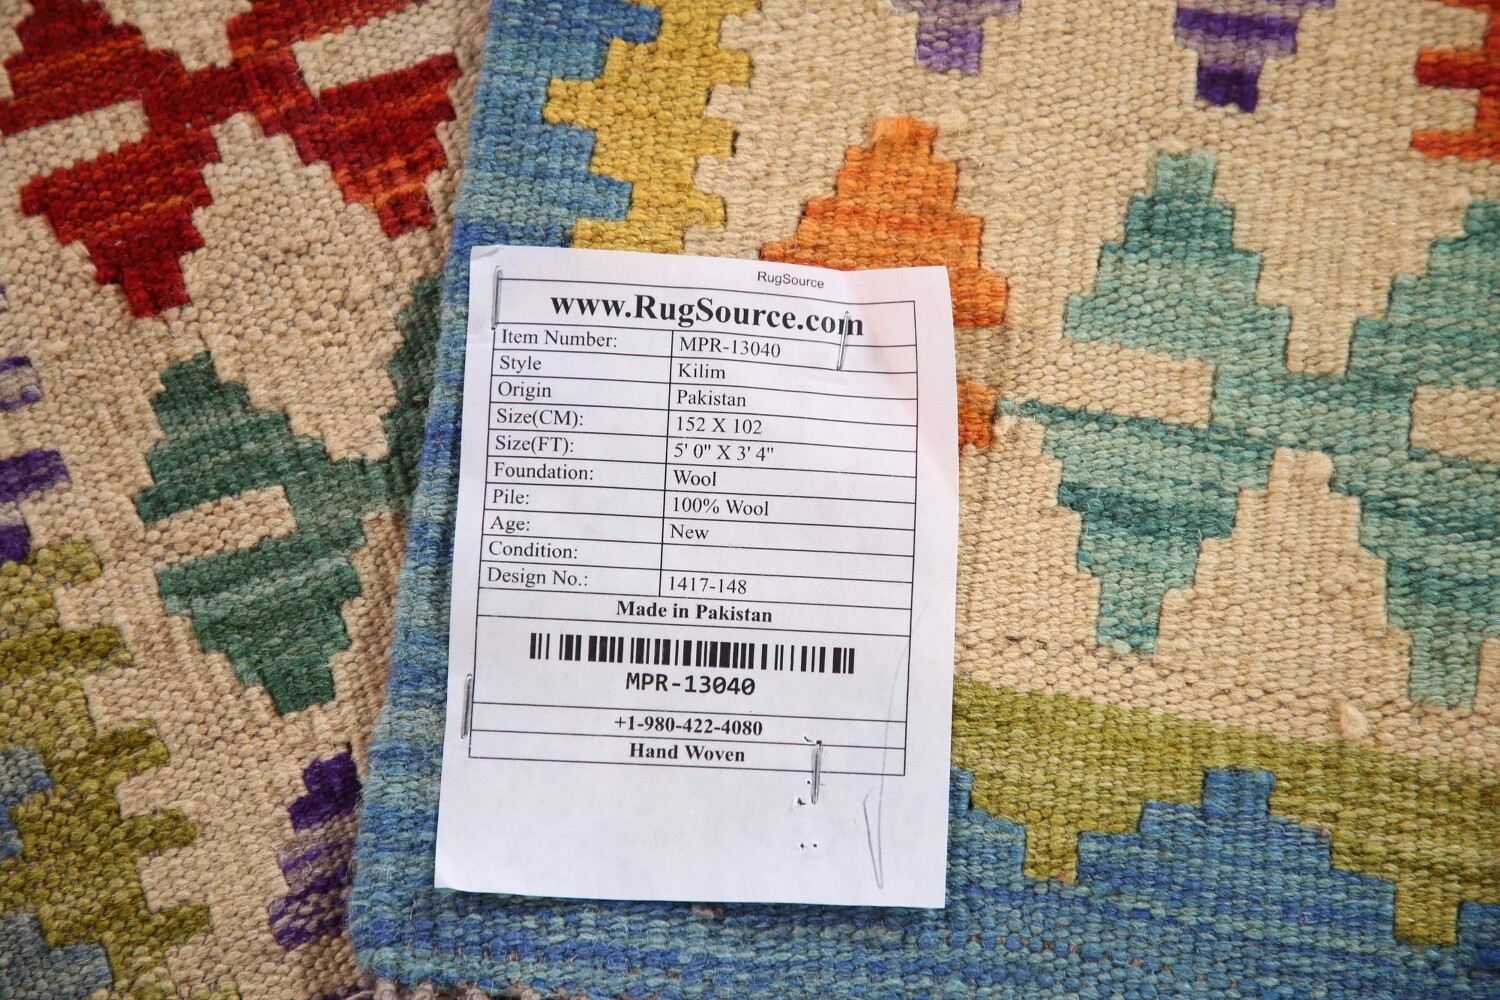 RugSource
www.RugSource.com
Item Number: MPR-13040
Style Kilim
Origin Pakistan
Size(CM): 152 X 102
Size(FT): 5' 0" X 3' 4"
Foundation: Wool
Pile: 100% Wool
Age: New
Condition:
Design No.: 1417-148
Made in Pakistan
MPR-13040
+1-980-422-4080
Hand Woven